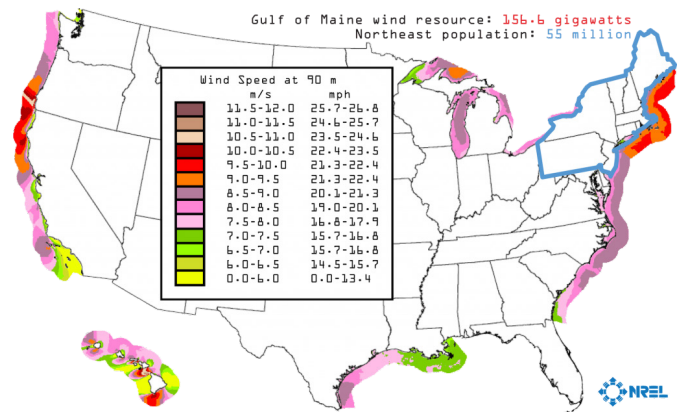 Gulf of Maine wind resource: 156.6 gigawatts
Northeast population: 55 million
Wind Speed at 90 m
m/s mph
11.5-12.0 25.7-26.8
11.0-11.5 24.6-25.7
10.5-11.0 23.5-24.6
10.0-10.5 22.4-23.5
9.5-10.0 21.3-22.4
9.0-9.5 21.3-22.4
8.5-9.0 20.1-21.3
8.0-8.5 19.0-20.1
7.5-8.0 16.8-17.9
7.0-7.5 15.7-16.8
6.5-7.0 15.7-16.8
6.0-6.5 14.5-15.7
0.0-6.0 0.0-13.4
NREL